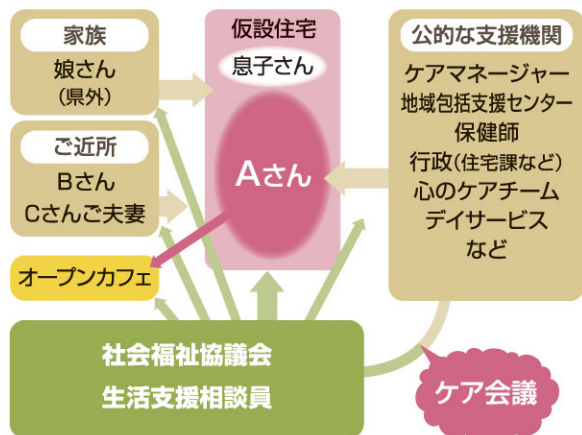 家族
娘さん
(県外)
ご近所
Bさん
Cさんご夫妻
オープンカフェ
仮設住宅
息子さん
Aさん
公的な支援機関
ケアマネージャー
地域包括支援センター
保健師
行政(住宅課など)
心のケアチーム
デイサービス
など
社会福祉協議会
生活支援相談員
ケア会議